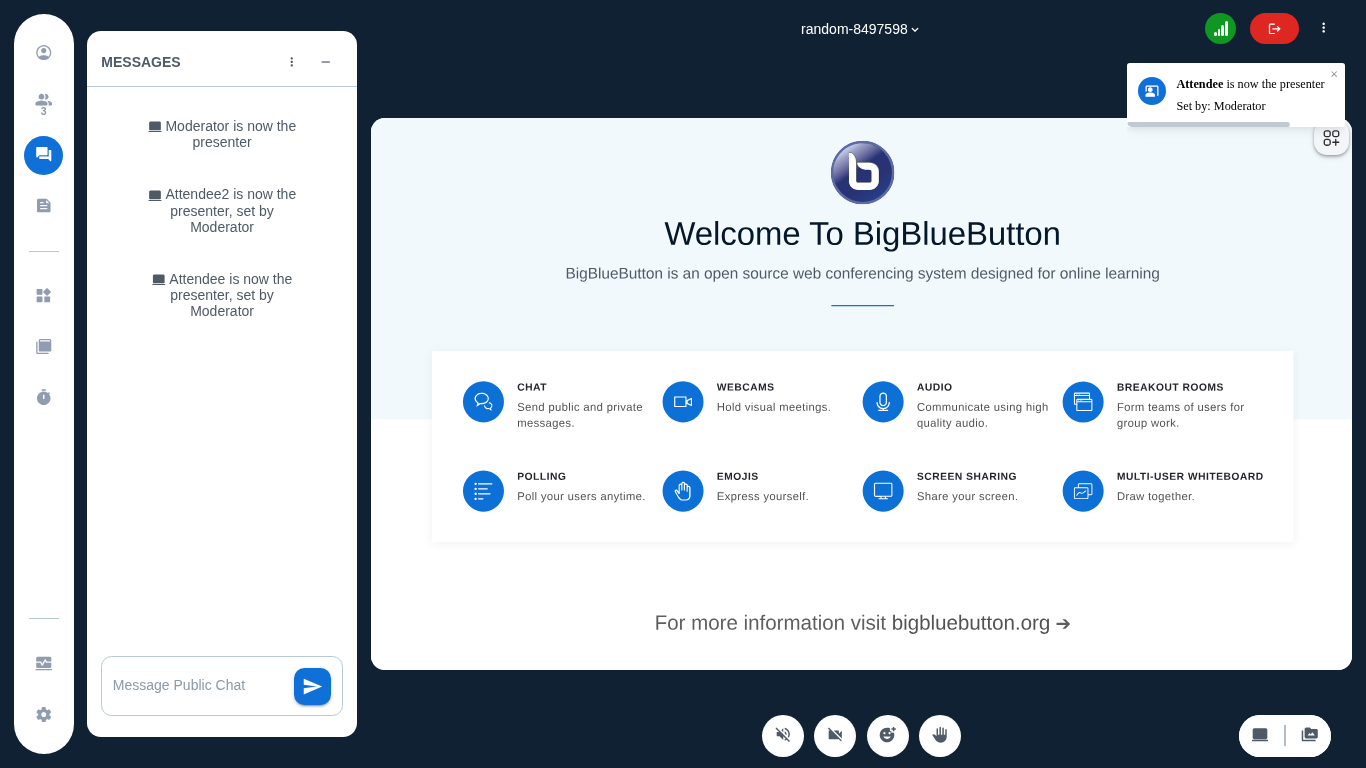 random-8497598
3
MESSAGES
Moderator is now the
presenter
Attendee2 is now the
presenter, set by
Moderator
Attendee is now the
presenter, set by
Moderator
Message Public Chat
Attendee is now the presenter
Set by: Moderator
Welcome To BigBlueButton
BigBlueButton is an open source web conferencing system designed for online learning
CHAT
Send public and private
messages.
WEBCAMS
Hold visual meetings.
AUDIO
Communicate using high
quality audio.
BREAKOUT ROOMS
Form teams of users for
group work.
POLLING
Poll your users anytime.
EMOJIS
Express yourself.
SCREEN SHARING
Share your screen.
MULTI-USER WHITEBOARD
Draw together.
For more information visit bigbluebutton.org ➔